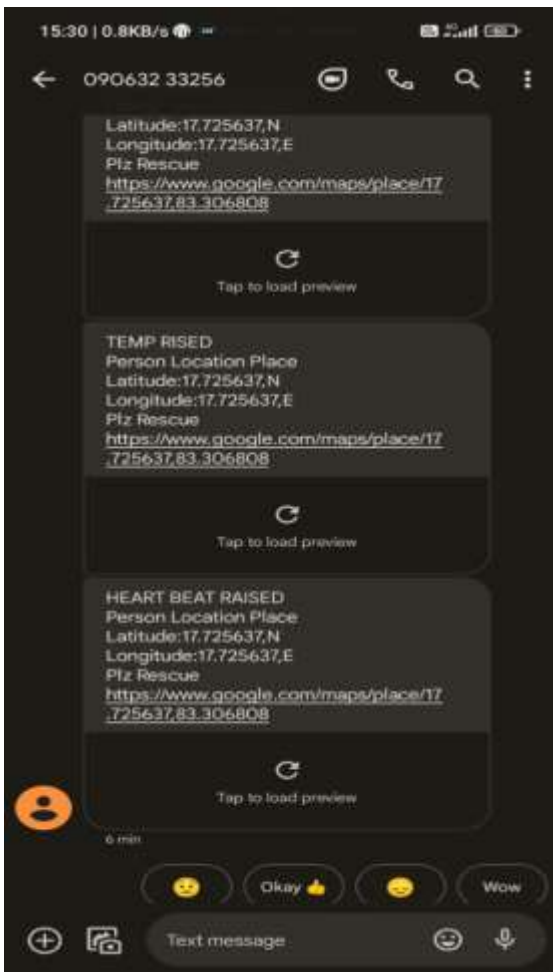 15:30 | 0.8KB/s
090632 33256
Latitude:17.725637,N
Longitude:17.725637,E
Plz Rescue
https://www.google.com/maps/place/17
.725637,83.306808
Tap to load preview
TEMP RISED
Person Location Place
Latitude:17.725637,N
Longitude:17.725637,E
Plz Rescue
https://www.google.com/maps/place/17
.725637,83.306808
Tap to load preview
HEART BEAT RAISED
Person Location Place
Latitude:17.725637,N
Longitude:17.725637,E
Plz Rescue
https://www.google.com/maps/place/17
.725637,83.306808
Tap to load preview
6 min
Okay 👍
Wow
Text message